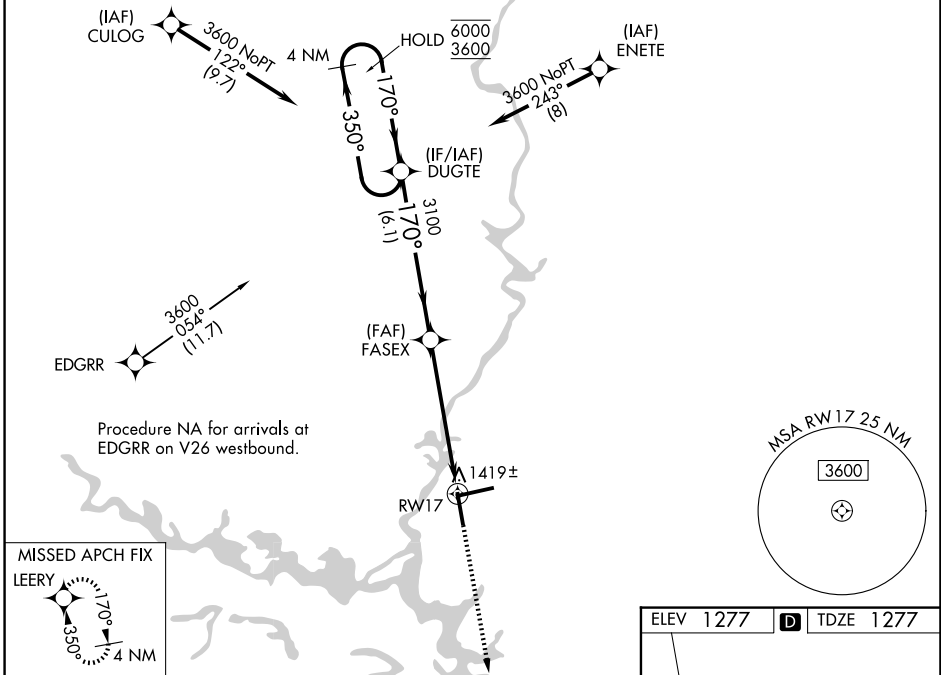 (IAF)
CULOG
3600 NoPT
122°
(9.7)
4 NM
HOLD
6000
3600
170°
350°
(IAF)
ENETE
3600 NoPT
243°
(8)
(IF/IAF)
DUGTE
3100
170°
(6.1)
3600
054°
(11.7)
EDGRR
(FAF)
FASEX
Procedure NA for arrivals at
EDGRR on V26 westbound.
1419±
RW17
MSA RW17 25 NM
3600
MISSED APCH FIX
LEERY
170°
350°
4 NM
ELEV 1277 D TDZE 1277